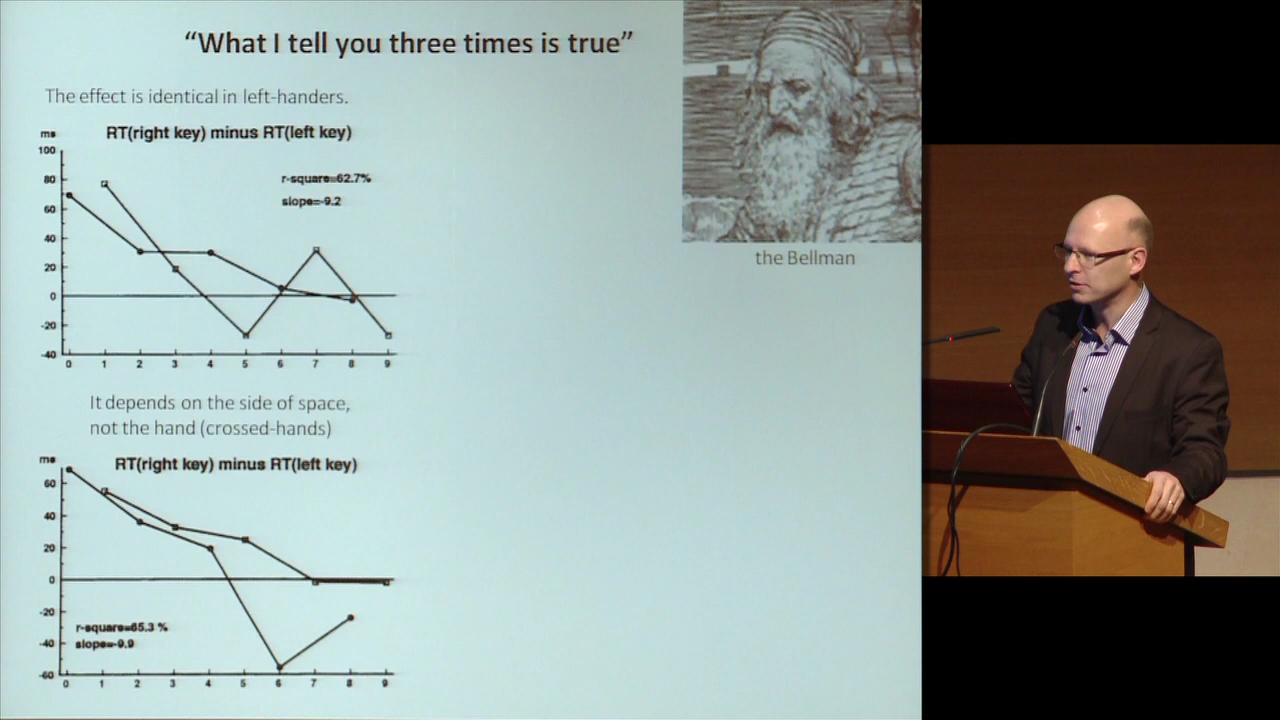 “What I tell you three times is true”
The effect is identical in left-handers.
ms
RT(right key) minus RT(left key)
100
80
60
40
20
0
-20
-40
r-square=62.7%
slope=-9.2
0 1 2 3 4 5 6 7 8 9
the Bellman
It depends on the side of space,
not the hand (crossed-hands)
ms
RT(right key) minus RT(left key)
60
40
20
0
-20
-40
-60
r-square=65.3 %
slope=-9.9
0 1 2 3 4 5 6 7 8 9